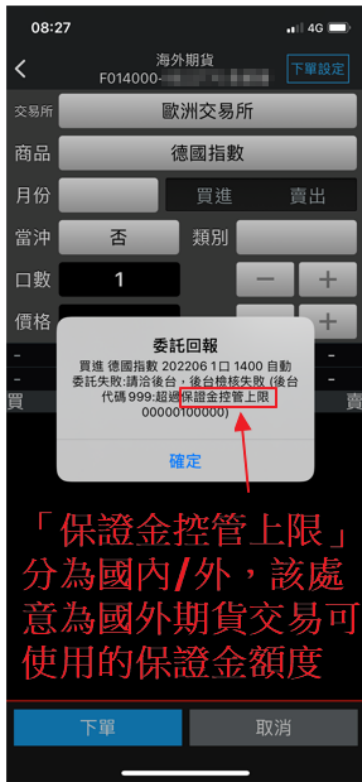 08:27 4G
海外期貨
F014000-
下單設定
交易所 歐洲交易所
商品 德國指數
月份 買進 賣出
當沖 否 類別
口數 1 － ＋
價格 ＋
- -
- -
買 賣
委託回報
買進 德國指數 202206 1口 1400 自動
委託失敗:請洽後台，後台檢核失敗 (後台
代碼 999:超過保證金控管上限
00000100000)
確定
「保證金控管上限」
分為國內/外，該處
意為國外期貨交易可
使用的保證金額度
下單 取消